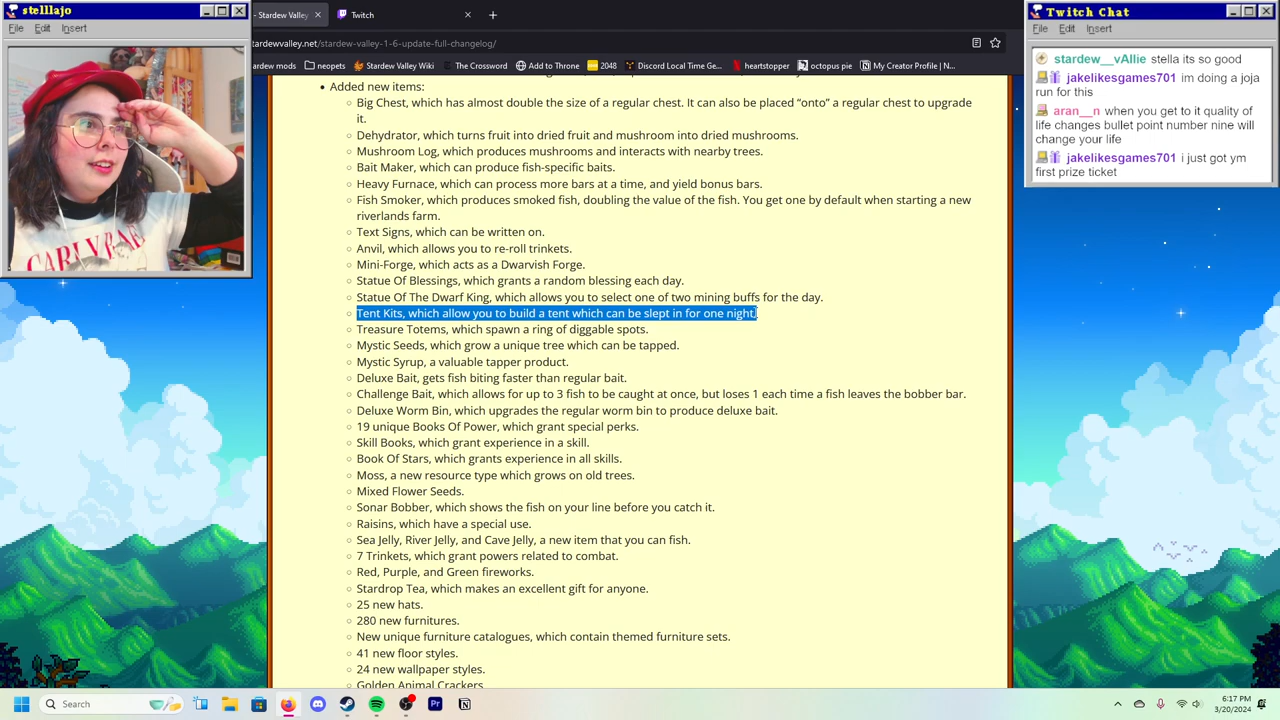 stelllajo
File Edit Insert
- Stardew Valley
Twitch
tardewvalley.net/stardew-valley-1-6-update-full-changelog/
ardew mods
neop
Stardew Valley Wiki
The Crossword
Add to Throne
2048
Discord Local Time Ge...
heartstopper
octopus pie
My Creator Profile | N...
Added new items:
Big Chest, which has almost double the size of a regular chest. It can also be placed “onto” a regular chest to upgrade
it.
Dehydrator, which turns fruit into dried fruit and mushroom into dried mushrooms.
Mushroom Log, which produces mushrooms and interacts with nearby trees.
Bait Maker, which can produce fish-specific baits.
Heavy Furnace, which can process more bars at a time, and yield bonus bars.
Fish Smoker, which produces smoked fish, doubling the value of the fish. You get one by default when starting a new
riverlands farm.
Text Signs, which can be written on.
Anvil, which allows you to re-roll trinkets.
Mini-Forge, which acts as a Dwarvish Forge.
Statue Of Blessings, which grants a random blessing each day.
Statue Of The Dwarf King, which allows you to select one of two mining buffs for the day.
Tent Kits, which allow you to build a tent which can be slept in for one night.
Treasure Totems, which spawn a ring of diggable spots.
Mystic Seeds, which grow a unique tree which can be tapped.
Mystic Syrup, a valuable tapper product.
Deluxe Bait, gets fish biting faster than regular bait.
Challenge Bait, which allows for up to 3 fish to be caught at once, but loses 1 each time a fish leaves the bobber bar.
Deluxe Worm Bin, which upgrades the regular worm bin to produce deluxe bait.
19 unique Books Of Power, which grant special perks.
Skill Books, which grant experience in a skill.
Book Of Stars, which grants experience in all skills.
Moss, a new resource type which grows on old trees.
Mixed Flower Seeds.
Sonar Bobber, which shows the fish on your line before you catch it.
Raisins, which have a special use.
Sea Jelly, River Jelly, and Cave Jelly, a new item that you can fish.
7 Trinkets, which grant powers related to combat.
Red, Purple, and Green fireworks.
Stardrop Tea, which makes an excellent gift for anyone.
25 new hats.
280 new furnitures.
New unique furniture catalogues, which contain themed furniture sets.
41 new floor styles.
24 new wallpaper styles.
Golden Animal Crackers
Twitch Chat
File Edit Insert
stardew__vAllie stella its so good
jakelikesgames701 im doing a joja
run for this
aran__n when you get to it quality of
life changes bullet point number nine will
change your life
jakelikesgames701 i just got ym
first prize ticket
Search
6:17 PM
3/20/2024